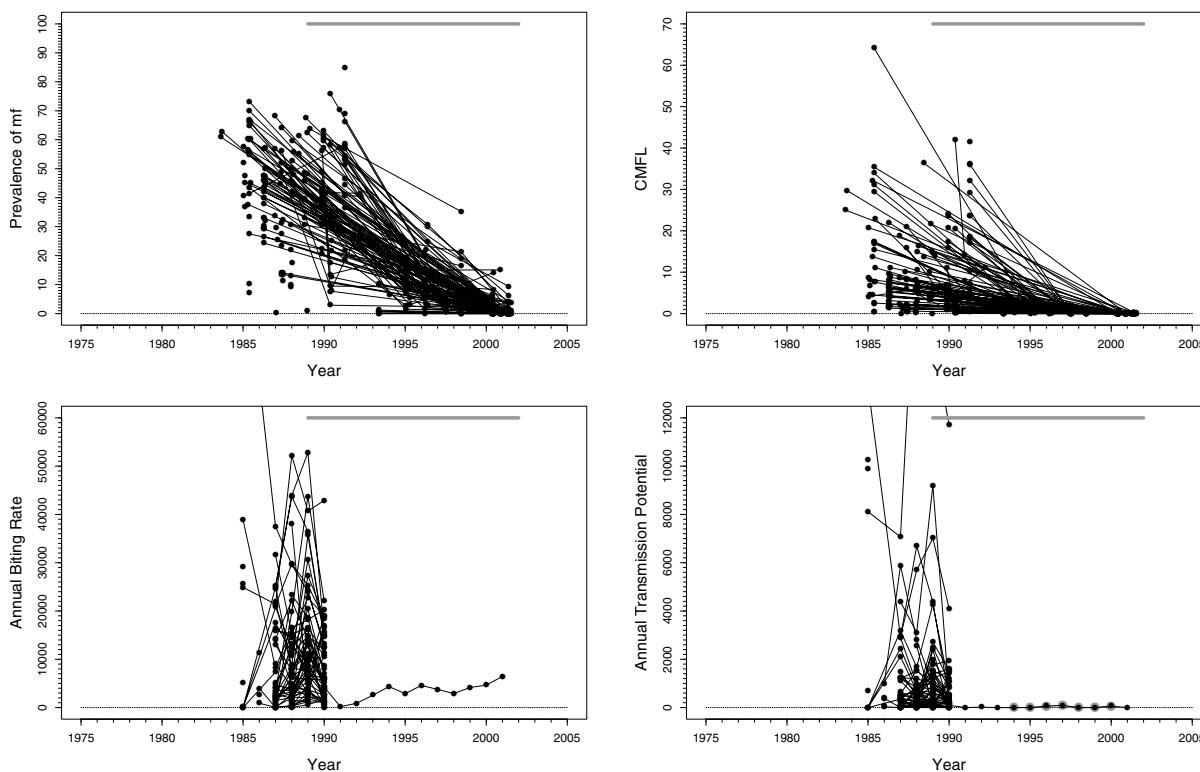 Prevalence of mf
0 10 20 30 40 50 60 70 80 90 100
1975 1980 1985 1990 1995 2000 2005
Year
CMFL
0 10 20 30 40 50 60 70
1975 1980 1985 1990 1995 2000 2005
Year
Annual Biting Rate
0 10000 20000 30000 40000 50000 60000
1975 1980 1985 1990 1995 2000 2005
Year
Annual Transmission Potential
0 2000 4000 6000 8000 10000 12000
1975 1980 1985 1990 1995 2000 2005
Year